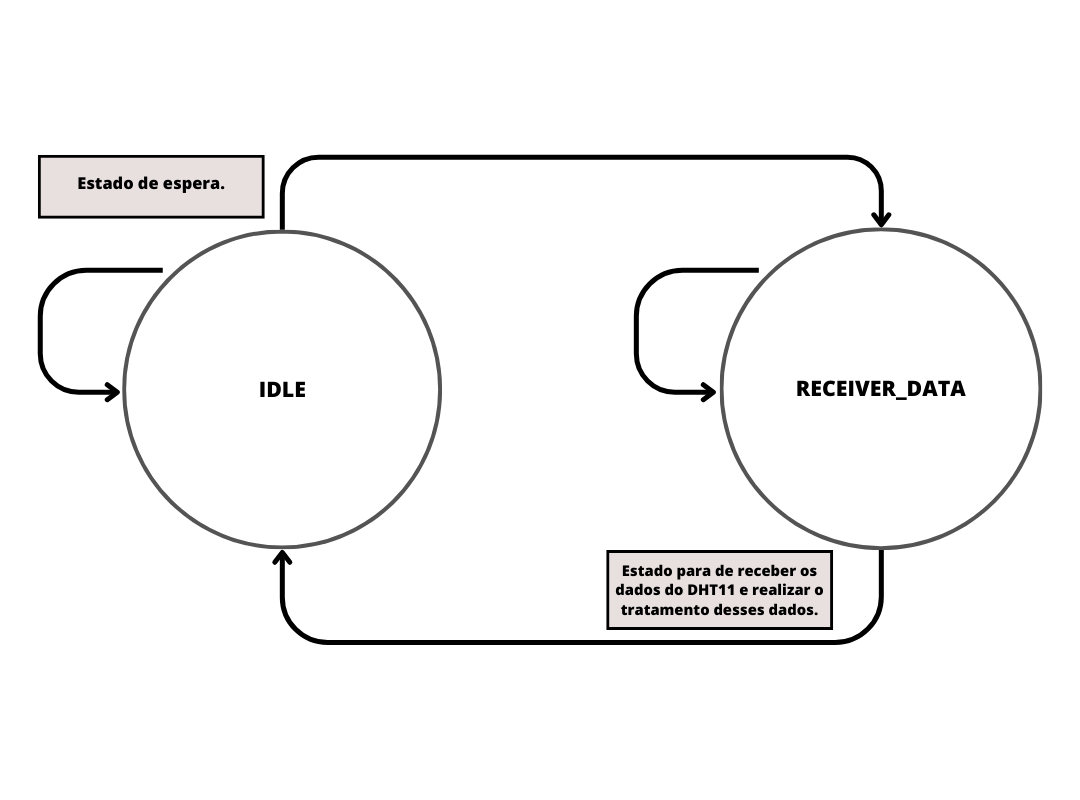 Estado de espera.
IDLE
RECEIVER_DATA
Estado para de receber os
dados do DHT11 e realizar o
tratamento desses dados.